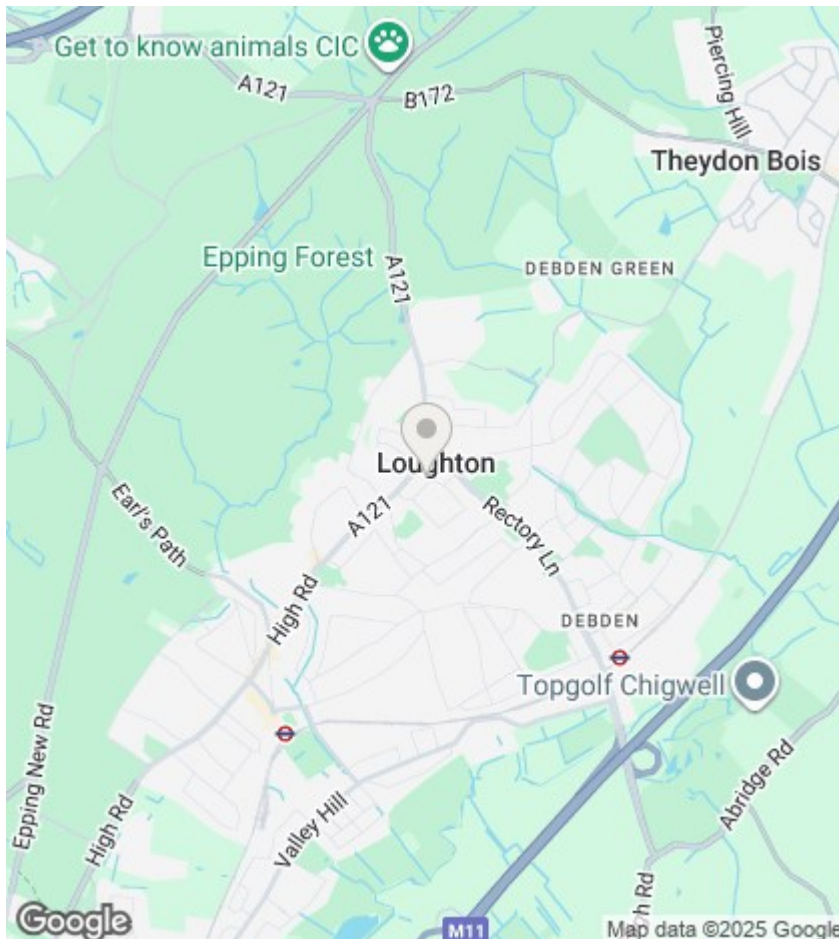 Get to know animals CIC
A121
B172
Piercing Hill
Theydon Bois
Epping Forest
A121
DEBDEN GREEN
Loughton
Earl's Path
A121
Rectory Ln
High Rd
DEBDEN
Topgolf Chigwell
Epping New Rd
High Rd
Valley Hill
Abridge Rd
Google
M11
h Rd
Map data ©2025 Google